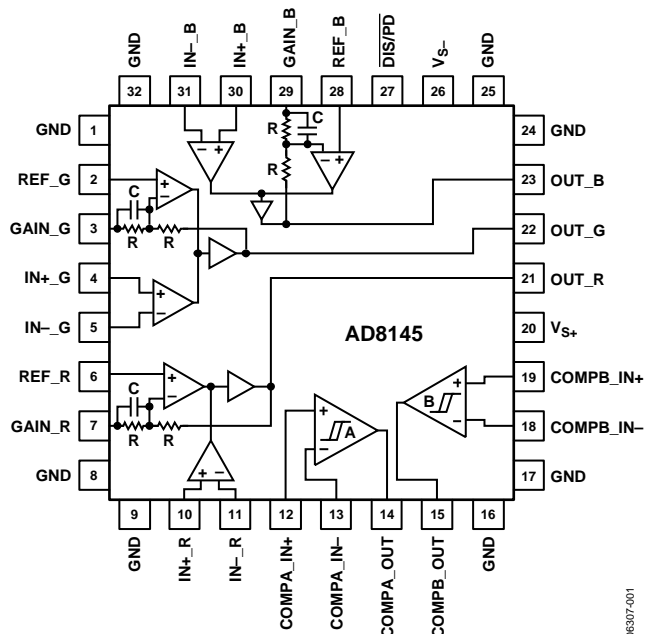 GND
IN–_B
IN+_B
GAIN_B
REF_B
DIS/PD
VS–
GND
32
31
30
29
28
27
26
25
GND 1
REF_G 2
GAIN_G 3
IN+_G 4
IN–_G 5
REF_R 6
GAIN_R 7
GND 8
24 GND
23 OUT_B
22 OUT_G
21 OUT_R
20 VS+
19 COMPB_IN+
18 COMPB_IN–
17 GND
R
C
R
– +
– +
+
–
C
R R
+
–
AD8145
+
–
C
R R
+ –
+
–
A
+
–
B
9
10
11
12
13
14
15
16
GND
IN+_R
IN–_R
COMPA_IN+
COMPA_IN–
COMPA_OUT
COMPB_OUT
GND
06307-001